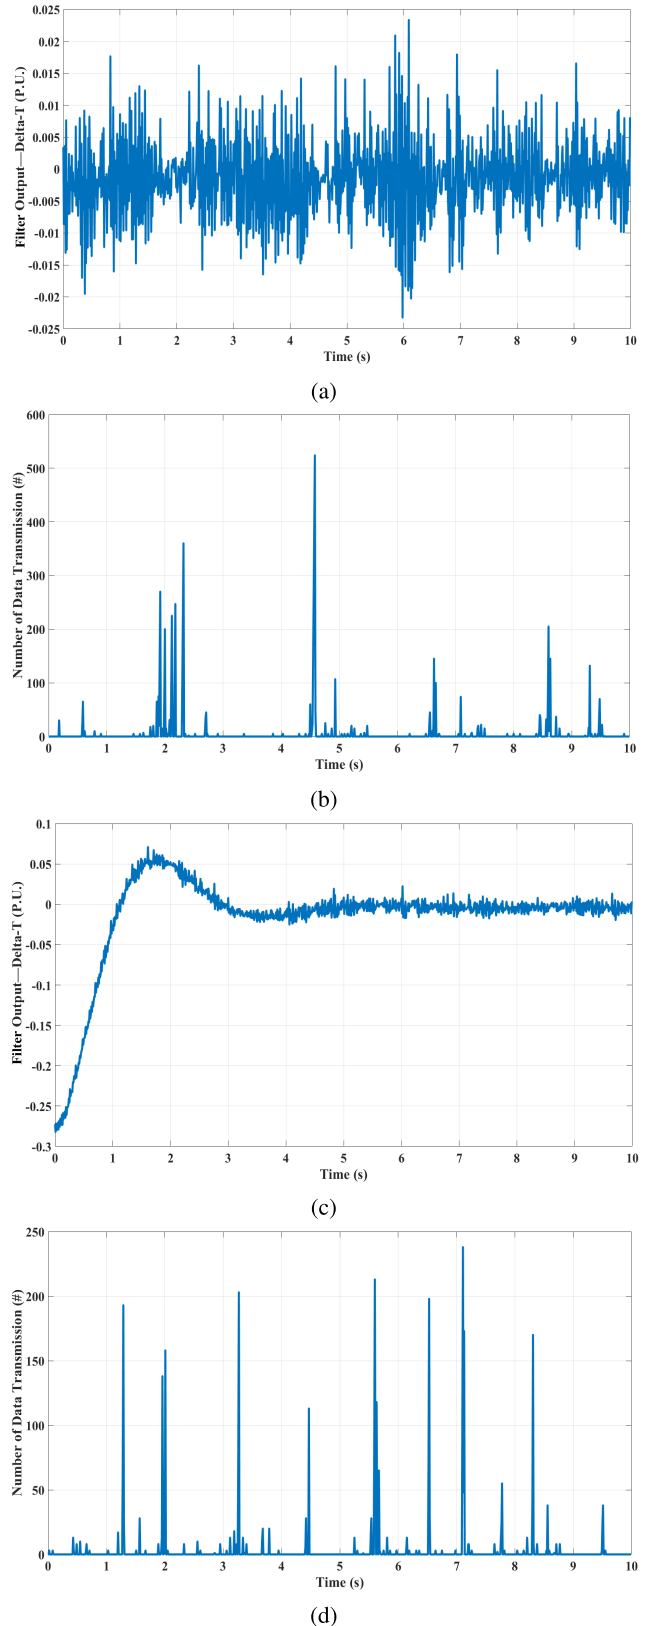 0.025
0.02
0.015
0.01
0.005
0
-0.005
-0.01
-0.015
-0.02
-0.025
Filter Output—Delta-T (P.U.)
0 1 2 3 4 5 6 7 8 9 10
Time (s)
(a)
600
500
400
300
200
100
0
Number of Data Transmission (#)
0 1 2 3 4 5 6 7 8 9 10
Time (s)
(b)
0.1
0.05
0
-0.05
-0.1
-0.15
-0.2
-0.25
-0.3
Filter Output—Delta-T (P.U.)
0 1 2 3 4 5 6 7 8 9 10
Time (s)
(c)
250
200
150
100
50
0
Number of Data Transmission (#)
0 1 2 3 4 5 6 7 8 9 10
Time (s)
(d)